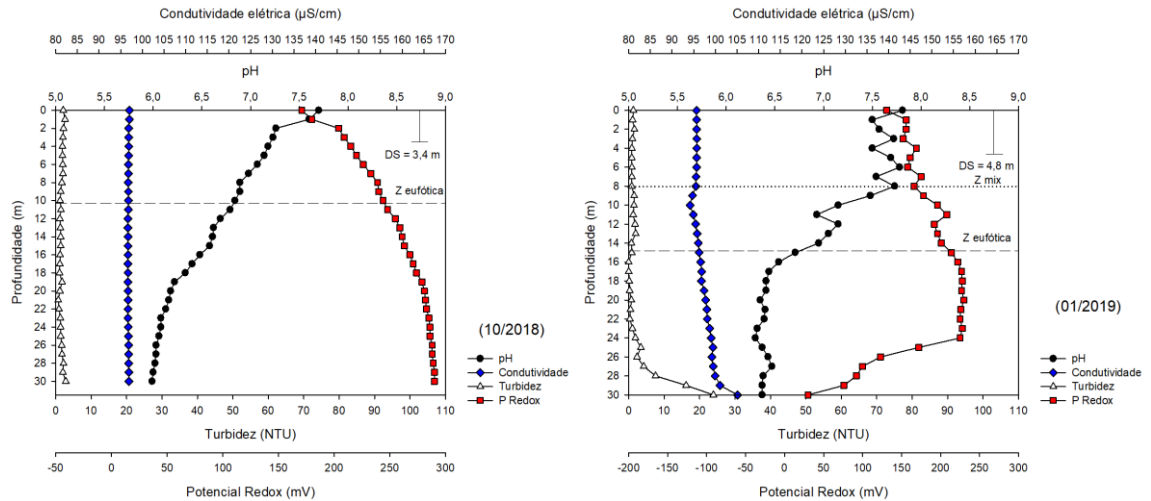 Condutividade elétrica (µS/cm)
80 85 90 95 100 105 110 115 120 125 130 135 140 145 150 155 160 165 170
pH
5,0 5,5 6,0 6,5 7,0 7,5 8,0 8,5 9,0
Profundidade (m)
0
2
4
6
8
10
12
14
16
18
20
22
24
26
28
30
DS = 3,4 m
Z eufótica
(10/2018)
pH
Condutividade
Turbidez
P Redox
0 10 20 30 40 50 60 70 80 90 100 110
Turbidez (NTU)
-50 0 50 100 150 200 250 300
Potencial Redox (mV)
Condutividade elétrica (µS/cm)
80 85 90 95 100 105 110 115 120 125 130 135 140 145 150 155 160 165 170
pH
5,0 5,5 6,0 6,5 7,0 7,5 8,0 8,5 9,0
Profundidade (m)
0
2
4
6
8
10
12
14
16
18
20
22
24
26
28
30
DS = 4,8 m
Z mix
Z eufótica
(01/2019)
pH
Condutividade
Turbidez
P Redox
0 10 20 30 40 50 60 70 80 90 100 110
Turbidez (NTU)
-200 -150 -100 -50 0 50 100 150 200 250 300
Potencial Redox (mV)